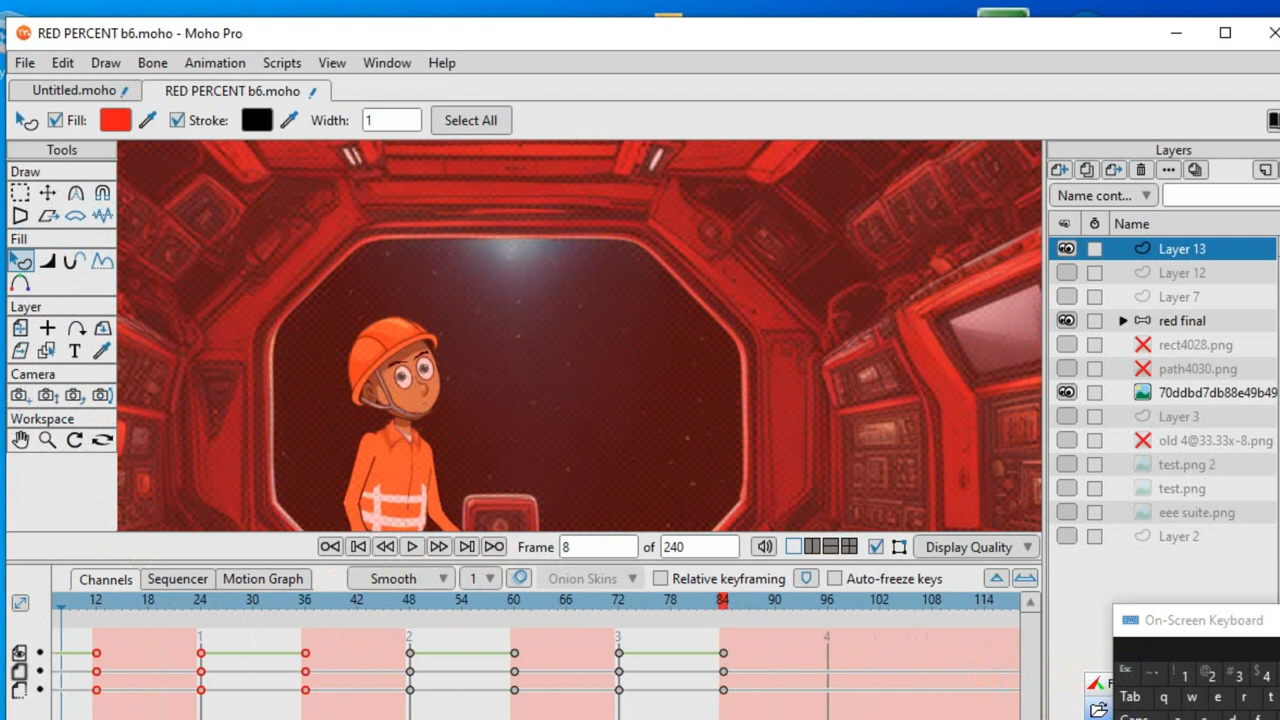 RED PERCENT b6.moho - Moho Pro
File Edit Draw Bone Animation Scripts View Window Help
Untitled.moho RED PERCENT b6.moho
Fill: Stroke: Width: 1 Select All
Tools
Draw
Fill
Layer
T
Camera
Workspace
Layers
Name cont...
Name
Layer 13
Layer 12
Layer 7
red final
rect4028.png
path4030.png
70ddbd7db88e49b49
Layer 3
old 4@33.33x-8.png
test.png 2
test.png
eee suite.png
Layer 2
Frame 8 of 240 Display Quality
Channels Sequencer Motion Graph Smooth 1 Onion Skins Relative keyframing Auto-freeze keys
12 18 24 30 36 42 48 54 60 66 72 78 84 90 96 102 108 114
1 2 3 4
On-Screen Keyboard
Esc ~ ` ! 1 @ 2 # 3 $ 4
Tab q w e r t